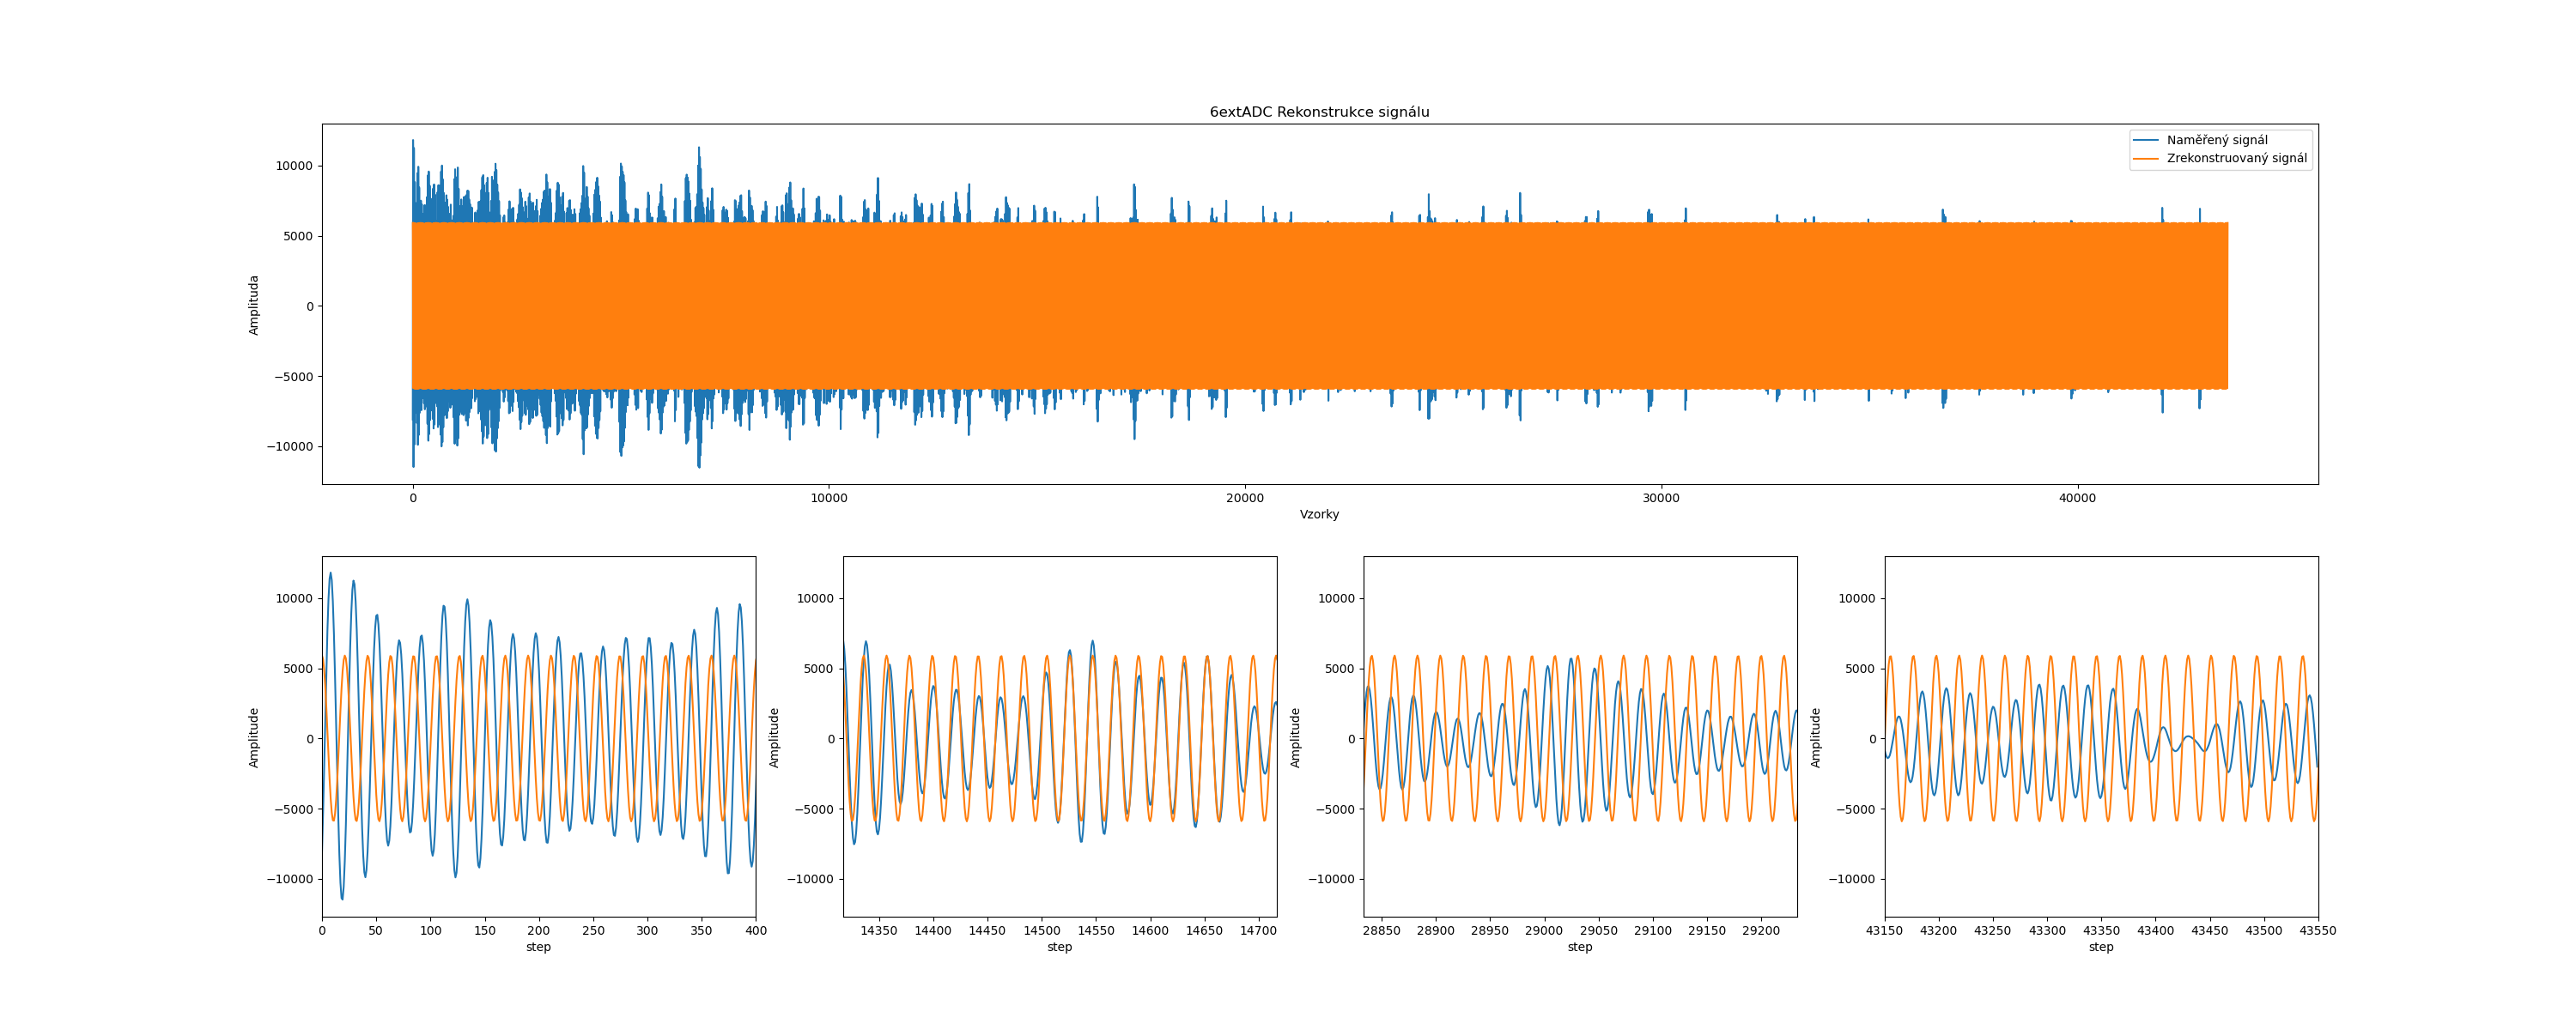 6extADC Rekonstrukce signálu
Naměřený signál
Zrekonstruovaný signál
Amplituda
10000
5000
0
−5000
−10000
0 10000 20000 30000 40000
Vzorky
Amplitude
10000
5000
0
−5000
−10000
0 50 100 150 200 250 300 350 400
step
Amplitude
10000
5000
0
−5000
−10000
14350 14400 14450 14500 14550 14600 14650 14700
step
Amplitude
10000
5000
0
−5000
−10000
28850 28900 28950 29000 29050 29100 29150 29200
step
Amplitude
10000
5000
0
−5000
−10000
43150 43200 43250 43300 43350 43400 43450 43500 43550
step